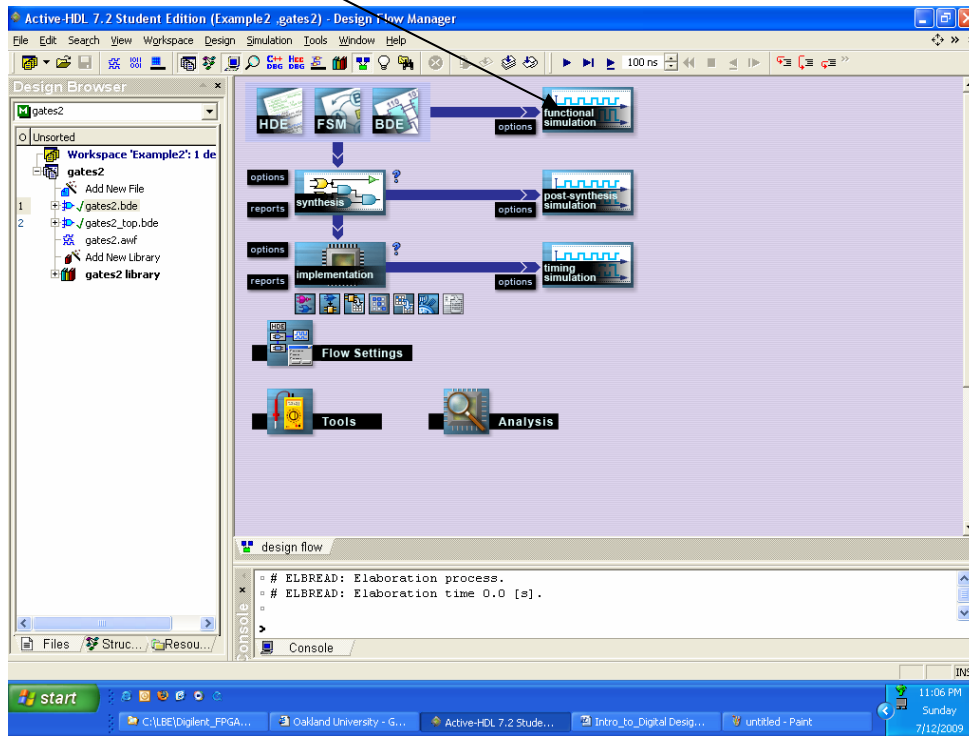 Active-HDL 7.2 Student Edition (Example2 ,gates2) - Design Flow Manager
File Edit Search View Workspace Design Simulation Tools Window Help
100 ns
Design Browser
gates2
Unsorted
Workspace 'Example2': 1 de
gates2
Add New File
1 gates2.bde
2 gates2_top.bde
gates2.awf
Add New Library
gates2 library
Files Struc... Resou...
HDE FSM BDE options functional simulation
options
reports
synthesis
options
post-synthesis simulation
options
reports
implementation
options
timing simulation
Flow Settings
Tools
Analysis
design flow
# ELBREAD: Elaboration process.
# ELBREAD: Elaboration time 0.0 [s].
>
Console
Console
INS
start
C:\LBE\Digilent_FPGA...
Oakland University - G...
Active-HDL 7.2 Stude...
Intro_to_Digital Desig...
untitled - Paint
11:06 PM
Sunday
7/12/2009